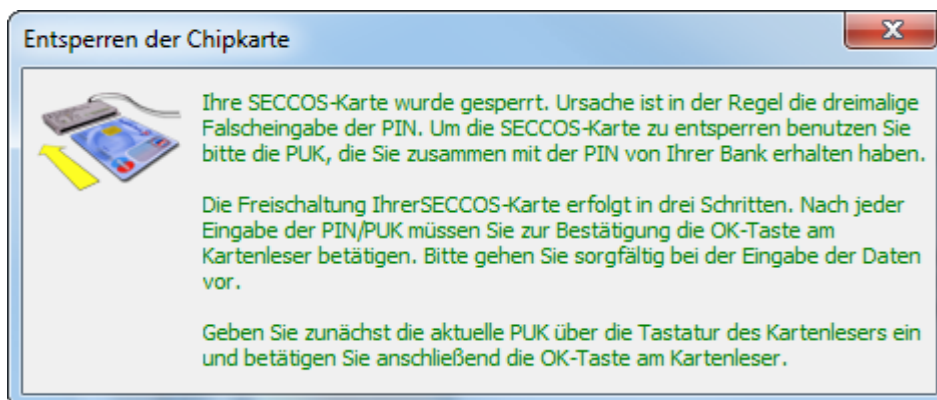 Entsperren der Chipkarte
Ihre SECCOS-Karte wurde gesperrt. Ursache ist in der Regel die dreimalige
Falscheingabe der PIN. Um die SECCOS-Karte zu entsperren benutzen Sie
bitte die PUK, die Sie zusammen mit der PIN von Ihrer Bank erhalten haben.
Die Freischaltung IhrerSECCOS-Karte erfolgt in drei Schritten. Nach jeder
Eingabe der PIN/PUK müssen Sie zur Bestätigung die OK-Taste am
Kartenleser betätigen. Bitte gehen Sie sorgfältig bei der Eingabe der Daten
vor.
Geben Sie zunächst die aktuelle PUK über die Tastatur des Kartenlesers ein
und betätigen Sie anschließend die OK-Taste am Kartenleser.